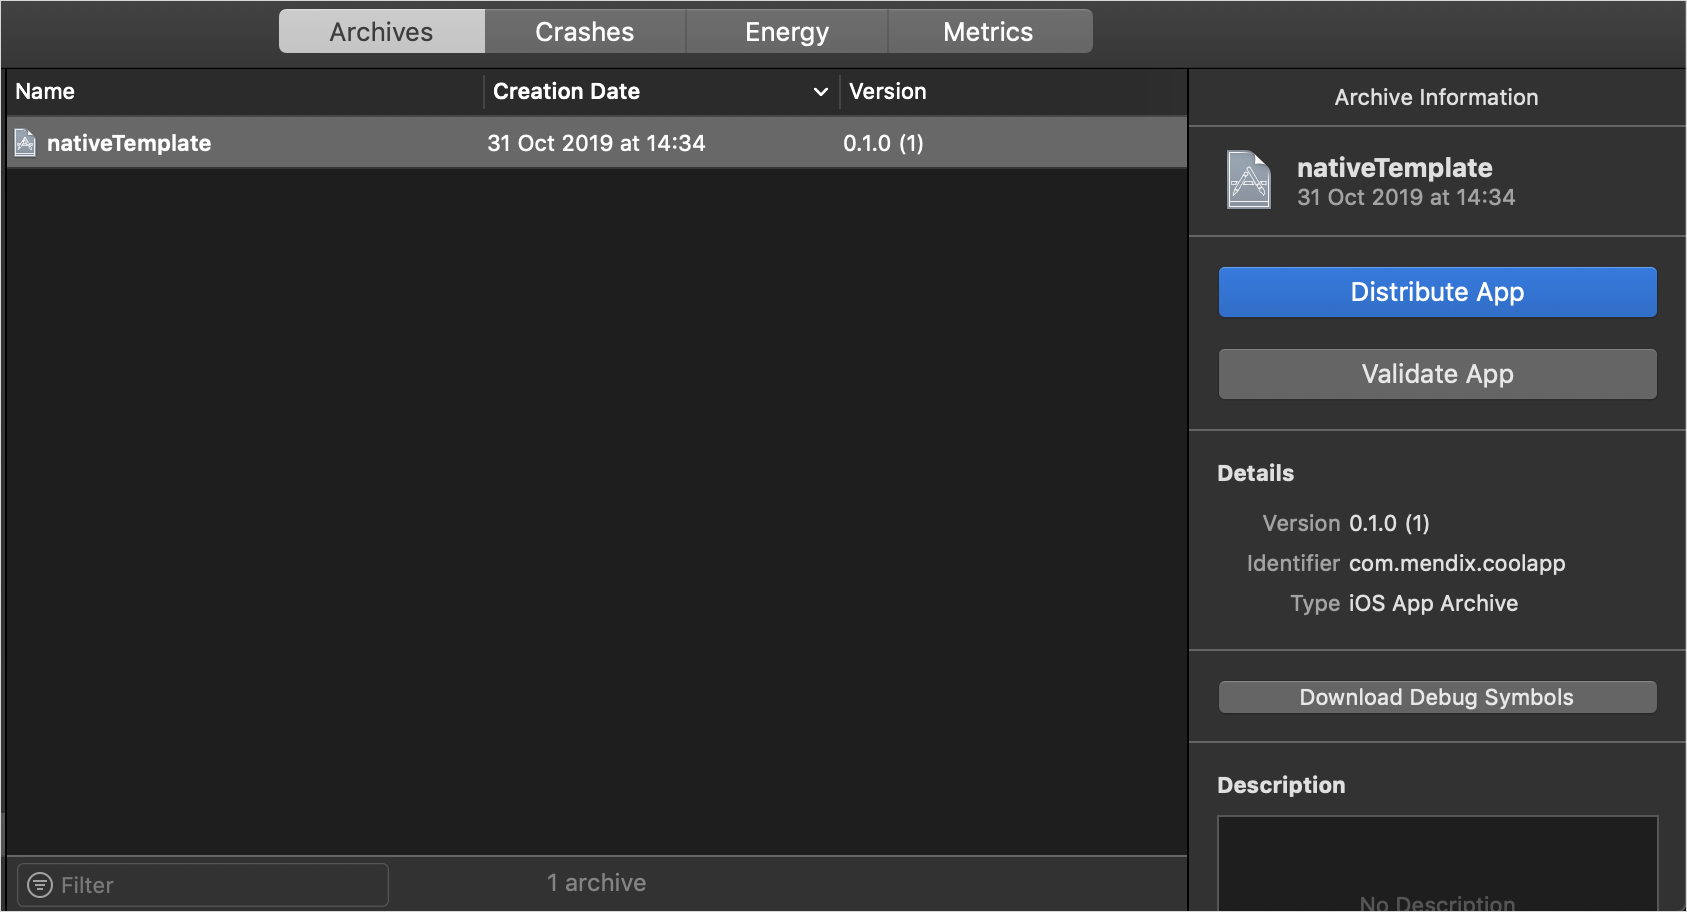 Archives Crashes Energy Metrics
Name Creation Date Version
nativeTemplate 31 Oct 2019 at 14:34 0.1.0 (1)
Filter 1 archive
Archive Information
nativeTemplate
31 Oct 2019 at 14:34
Distribute App
Validate App
Details
Version 0.1.0 (1)
Identifier com.mendix.coolapp
Type iOS App Archive
Download Debug Symbols
Description
No Description